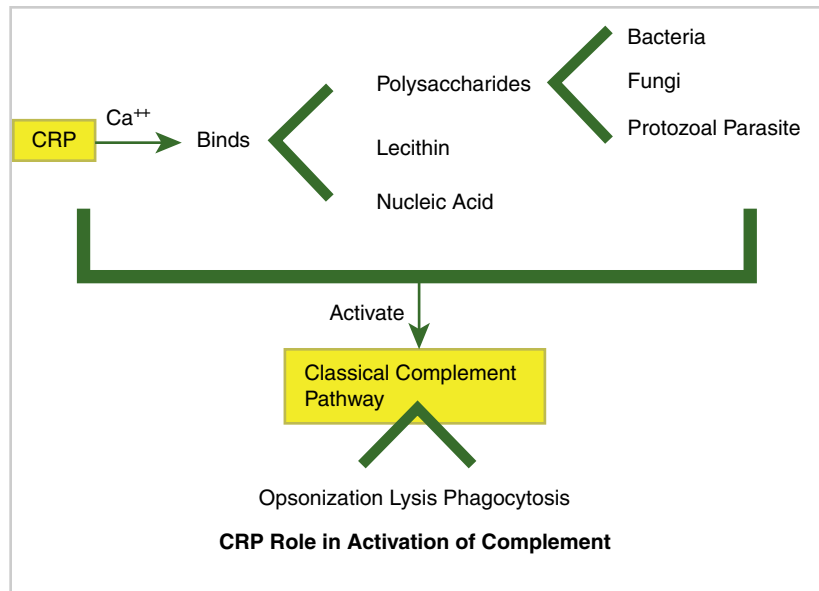 CRP
Ca++
Binds
Polysaccharides
Lecithin
Nucleic Acid
Bacteria
Fungi
Protozoal Parasite
Activate
Classical Complement
Pathway
Opsonization Lysis Phagocytosis
CRP Role in Activation of Complement